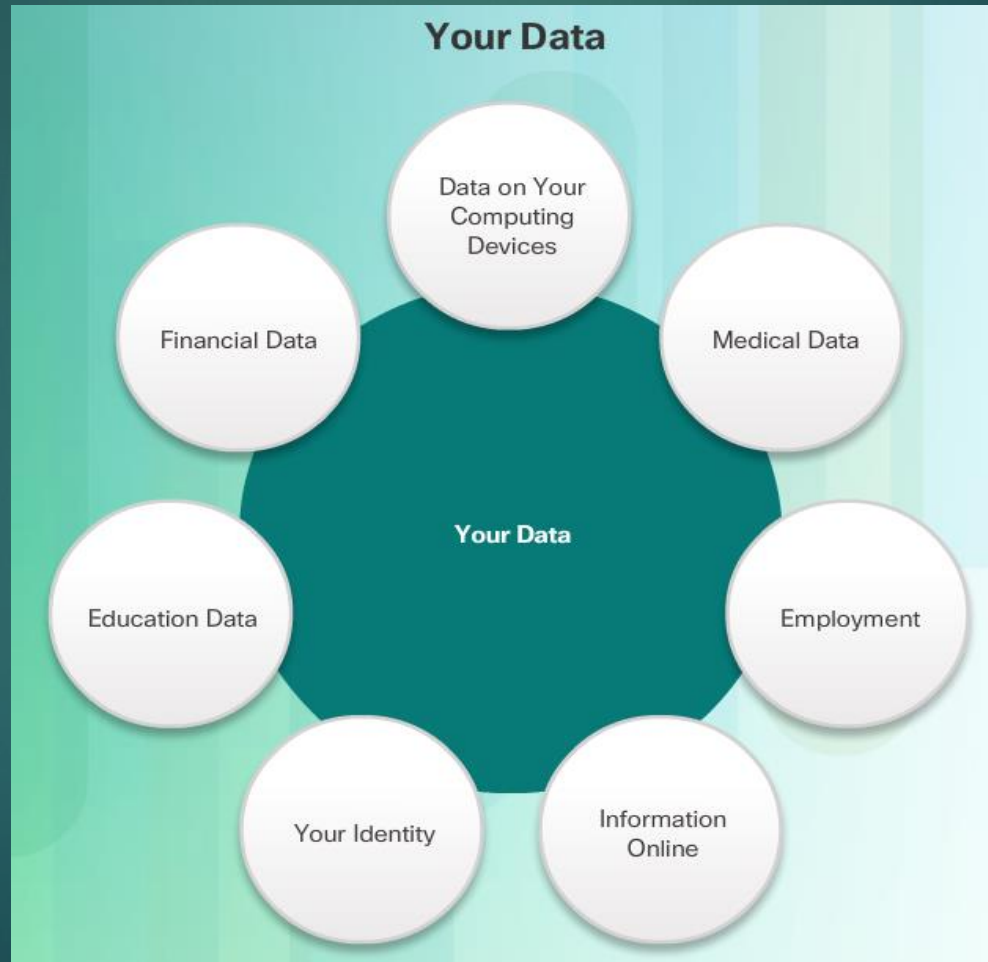 Your Data
Data on Your
Computing
Devices
Financial Data
Medical Data
Your Data
Education Data
Employment
Your Identity
Information
Online